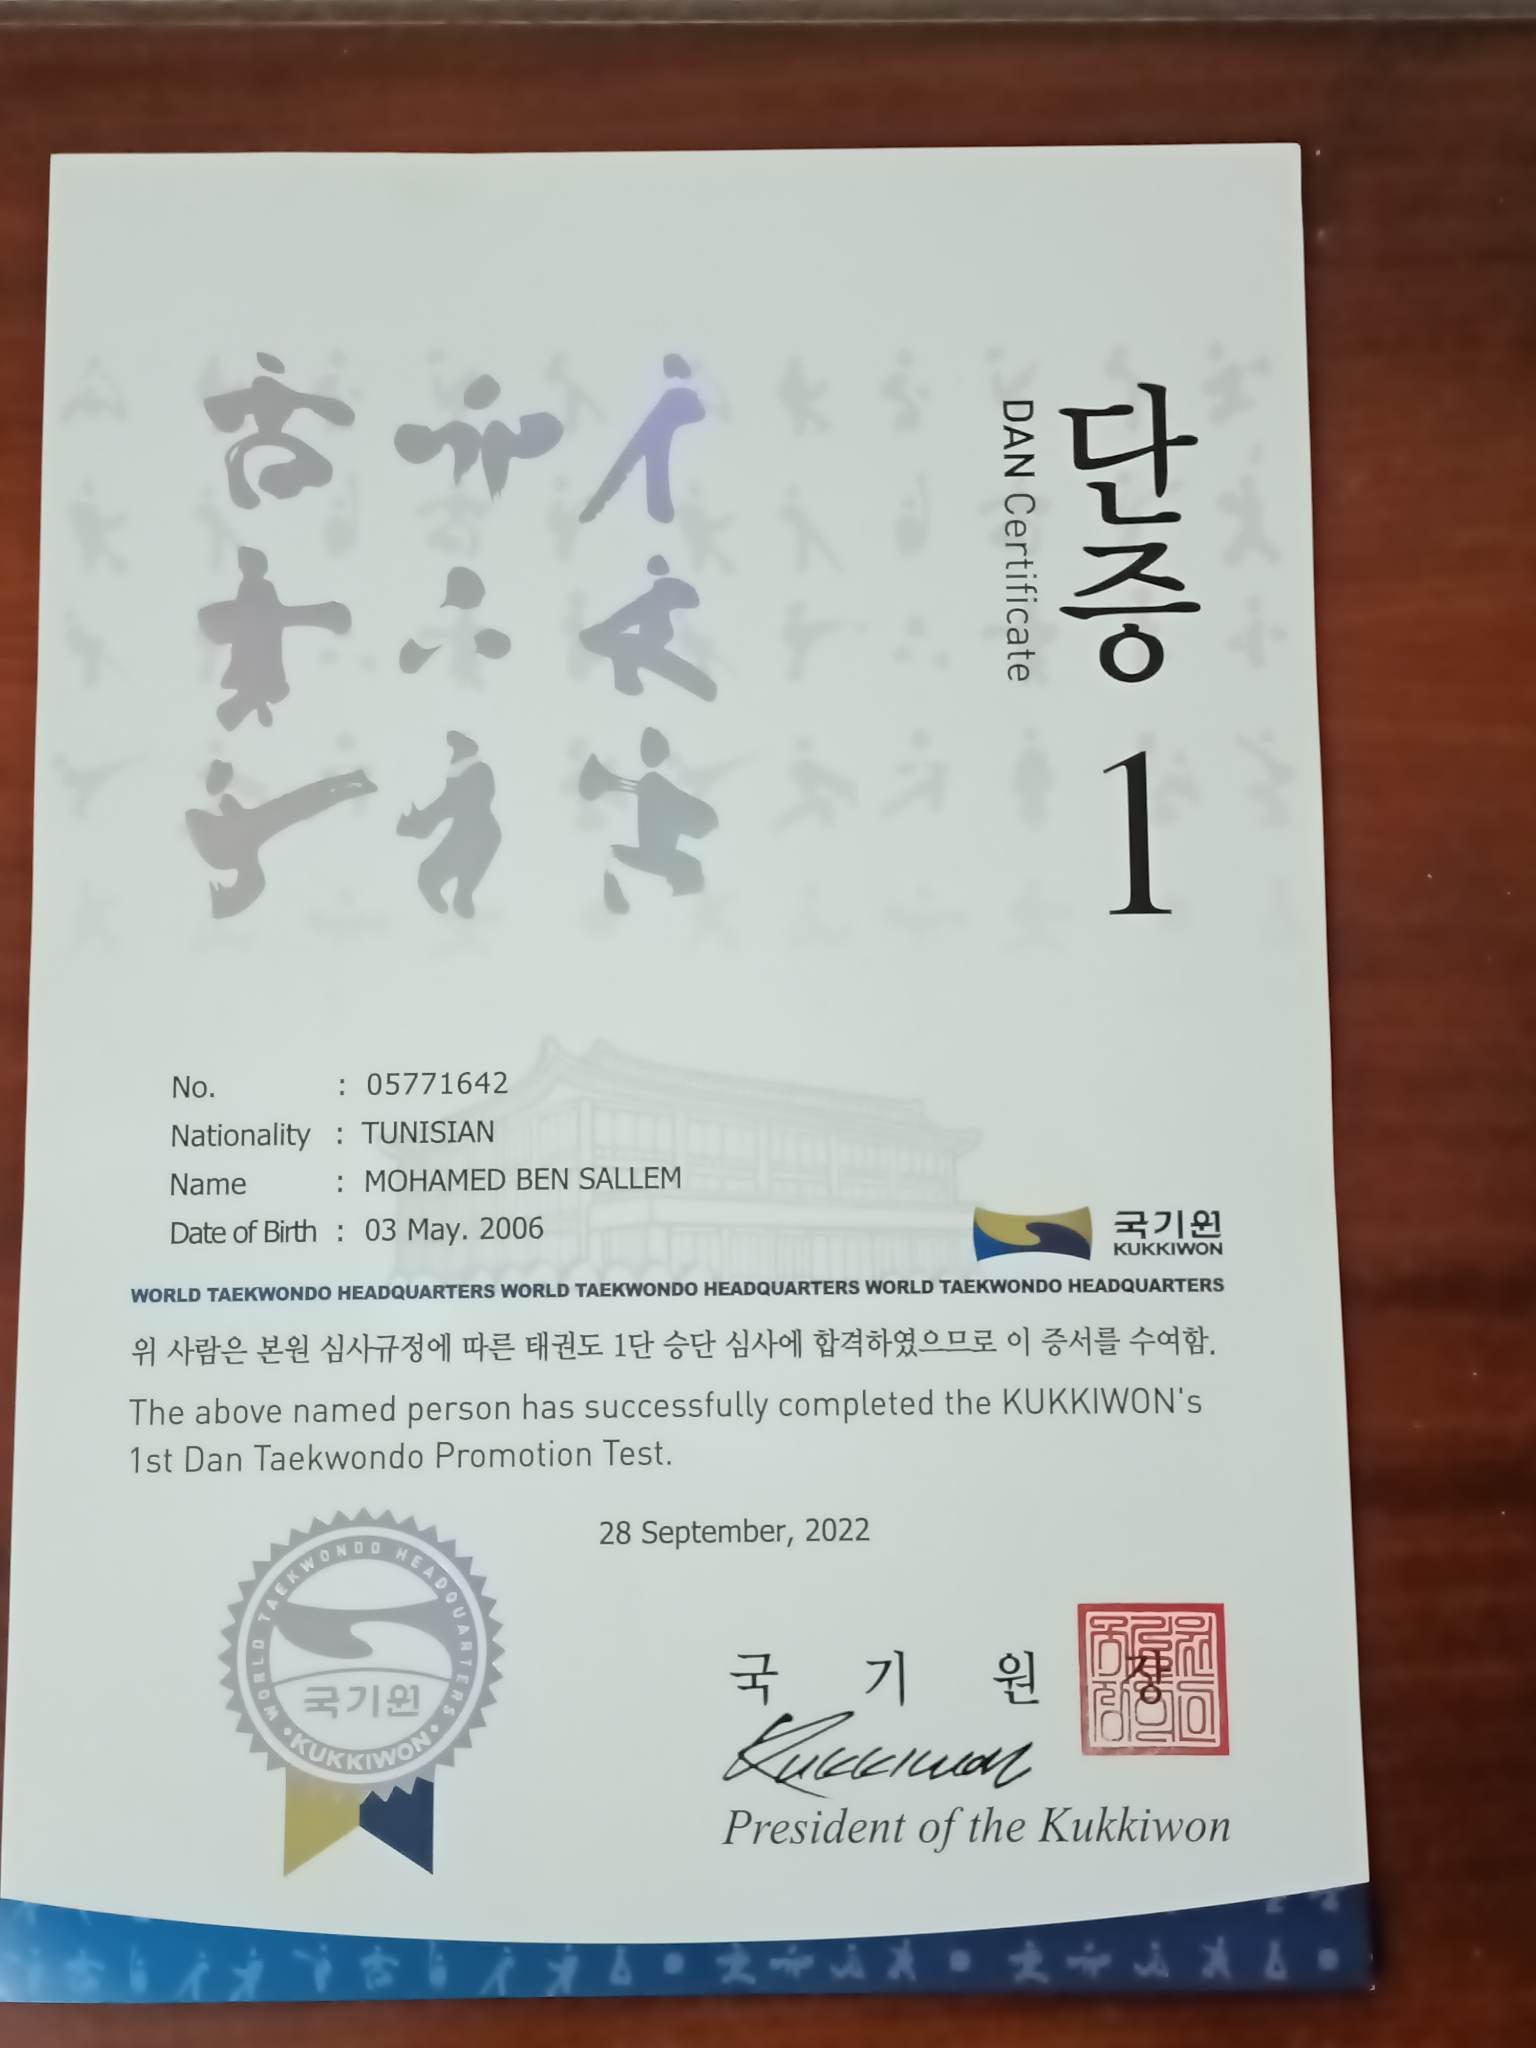 단증
DAN Certificate
1
No. : 05771642
Nationality : TUNISIAN
Name : MOHAMED BEN SALLEM
Date of Birth : 03 May. 2006
국기원
KUKKIWON
WORLD TAEKWONDO HEADQUARTERS WORLD TAEKWONDO HEADQUARTERS WORLD TAEKWONDO HEADQUARTERS
위 사람은 본원 심사규정에 따른 태권도 1단 승단 심사에 합격하였으므로 이 증서를 수여함.
The above named person has successfully completed the KUKKIWON's
1st Dan Taekwondo Promotion Test.
28 September, 2022
WORLD TAEKWONDO HEADQUARTERS
국기원
• KUKKIWON •
국 기 원 장
Kukkiwon
President of the Kukkiwon